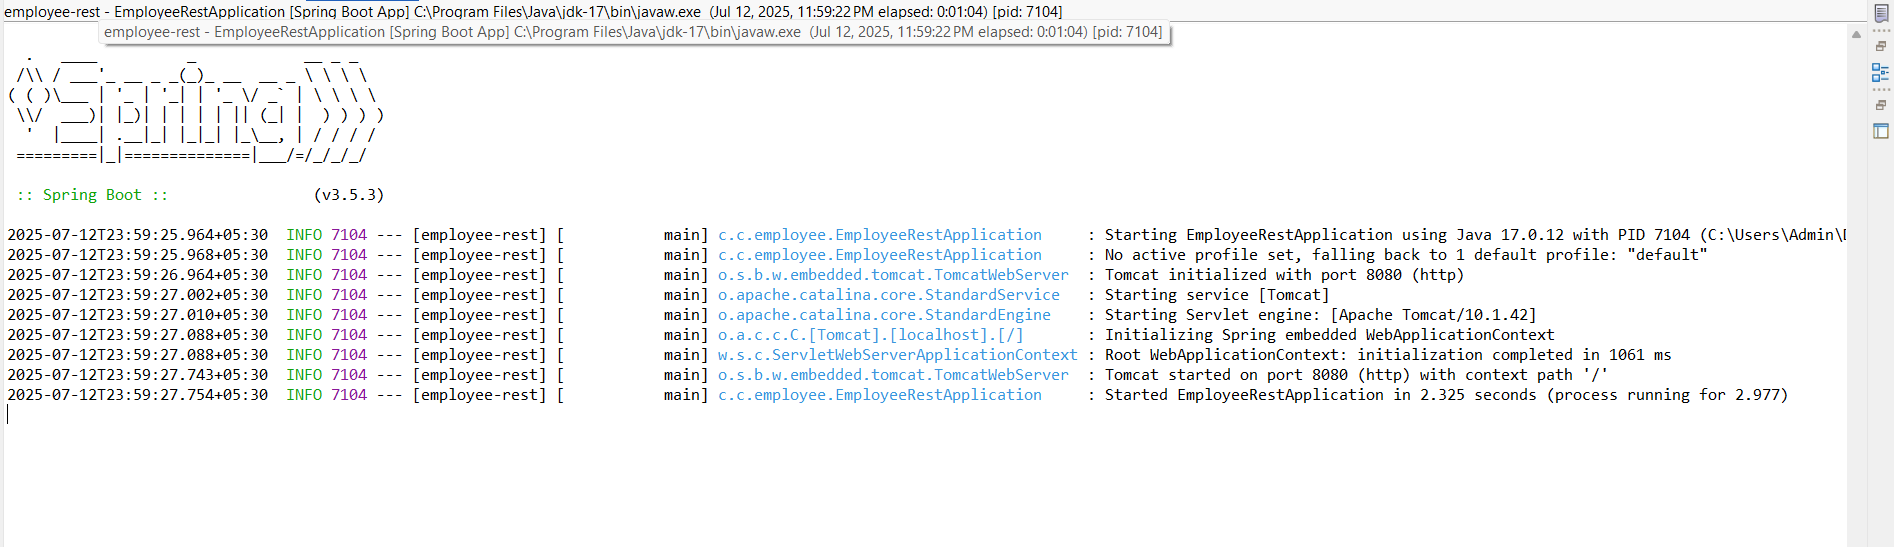 employee-rest - EmployeeRestApplication [Spring Boot App] C:\Program Files\Java\jdk-17\bin\javaw.exe  (Jul 12, 2025, 11:59:22 PM elapsed: 0:01:04) [pid: 7104]
employee-rest - EmployeeRestApplication [Spring Boot App] C:\Program Files\Java\jdk-17\bin\javaw.exe  (Jul 12, 2025, 11:59:22 PM elapsed: 0:01:04) [pid: 7104]
  .   ____          _            __ _ _
 /\\ / ___'_ __ _ _(_)_ __  __ _ \ \ \ \
( ( )\___ | '_ | '_| | '_ \/ _` | \ \ \ \
 \\/  ___)| |_)| | | | | || (_| |  ) ) ) )
  '  |____| .__|_| |_|_| |_\__, | / / / /
 =========|_|==============|___/=/_/_/_/
 :: Spring Boot ::                (v3.5.3)
2025-07-12T23:59:25.964+05:30  INFO 7104 --- [employee-rest] [           main] c.c.employee.EmployeeRestApplication     : Starting EmployeeRestApplication using Java 17.0.12 with PID 7104 (C:\Users\Admin\
2025-07-12T23:59:25.968+05:30  INFO 7104 --- [employee-rest] [           main] c.c.employee.EmployeeRestApplication     : No active profile set, falling back to 1 default profile: "default"
2025-07-12T23:59:26.964+05:30  INFO 7104 --- [employee-rest] [           main] o.s.b.w.embedded.tomcat.TomcatWebServer  : Tomcat initialized with port 8080 (http)
2025-07-12T23:59:27.002+05:30  INFO 7104 --- [employee-rest] [           main] o.apache.catalina.core.StandardService   : Starting service [Tomcat]
2025-07-12T23:59:27.010+05:30  INFO 7104 --- [employee-rest] [           main] o.apache.catalina.core.StandardEngine    : Starting Servlet engine: [Apache Tomcat/10.1.42]
2025-07-12T23:59:27.088+05:30  INFO 7104 --- [employee-rest] [           main] o.a.c.c.C.[Tomcat].[localhost].[/]       : Initializing Spring embedded WebApplicationContext
2025-07-12T23:59:27.088+05:30  INFO 7104 --- [employee-rest] [           main] w.s.c.ServletWebServerApplicationContext : Root WebApplicationContext: initialization completed in 1061 ms
2025-07-12T23:59:27.743+05:30  INFO 7104 --- [employee-rest] [           main] o.s.b.w.embedded.tomcat.TomcatWebServer  : Tomcat started on port 8080 (http) with context path '/'
2025-07-12T23:59:27.754+05:30  INFO 7104 --- [employee-rest] [           main] c.c.employee.EmployeeRestApplication     : Started EmployeeRestApplication in 2.325 seconds (process running for 2.977)